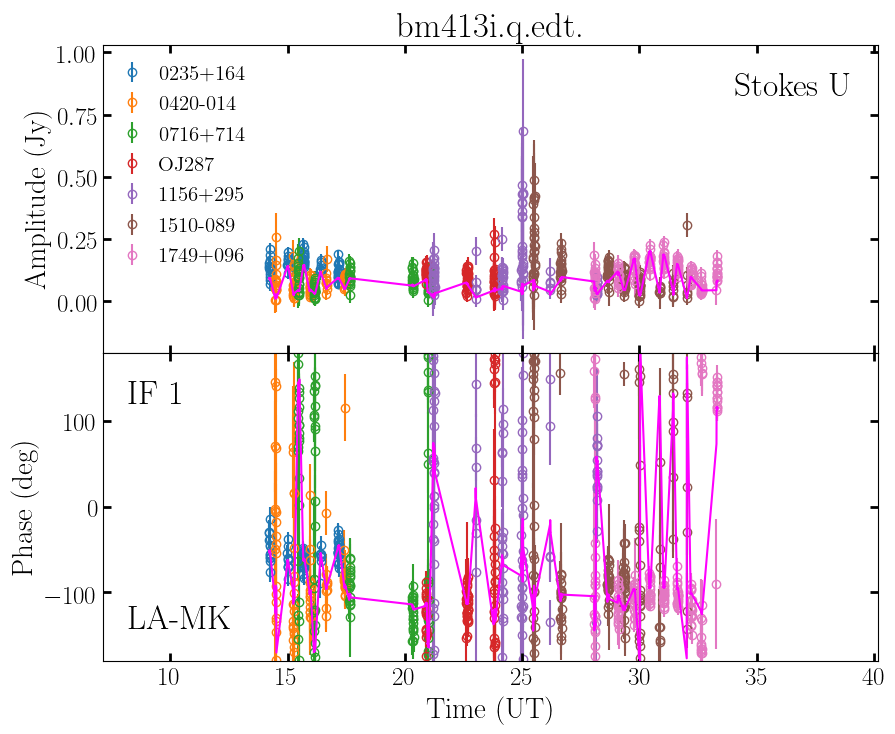 bm413i.q.edt.
Amplitude (Jy)
1.00
0.75
0.50
0.25
0.00
0235+164
0420-014
0716+714
OJ287
1156+295
1510-089
1749+096
Stokes U
Phase (deg)
100
0
−100
IF 1
LA-MK
10 15 20 25 30 35 40
Time (UT)